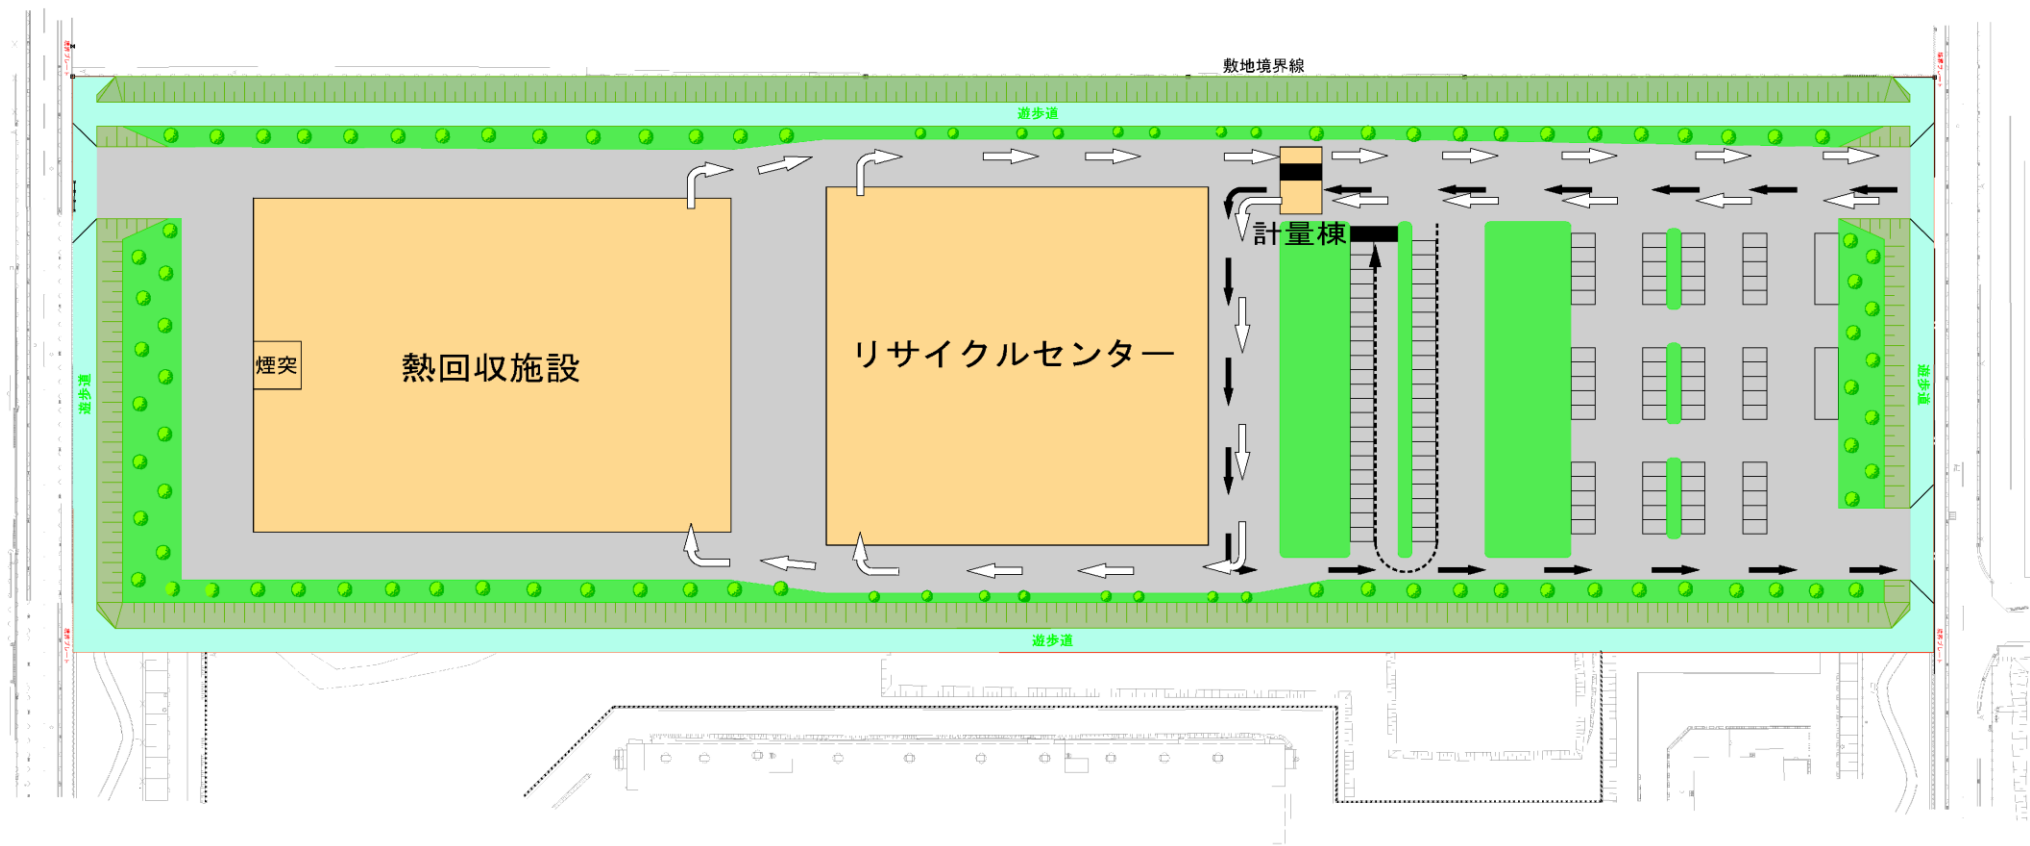 敷地境界線
遊歩道
計量棟
煙突
熱回収施設
リサイクルセンター
遊歩道
遊歩道
遊歩道